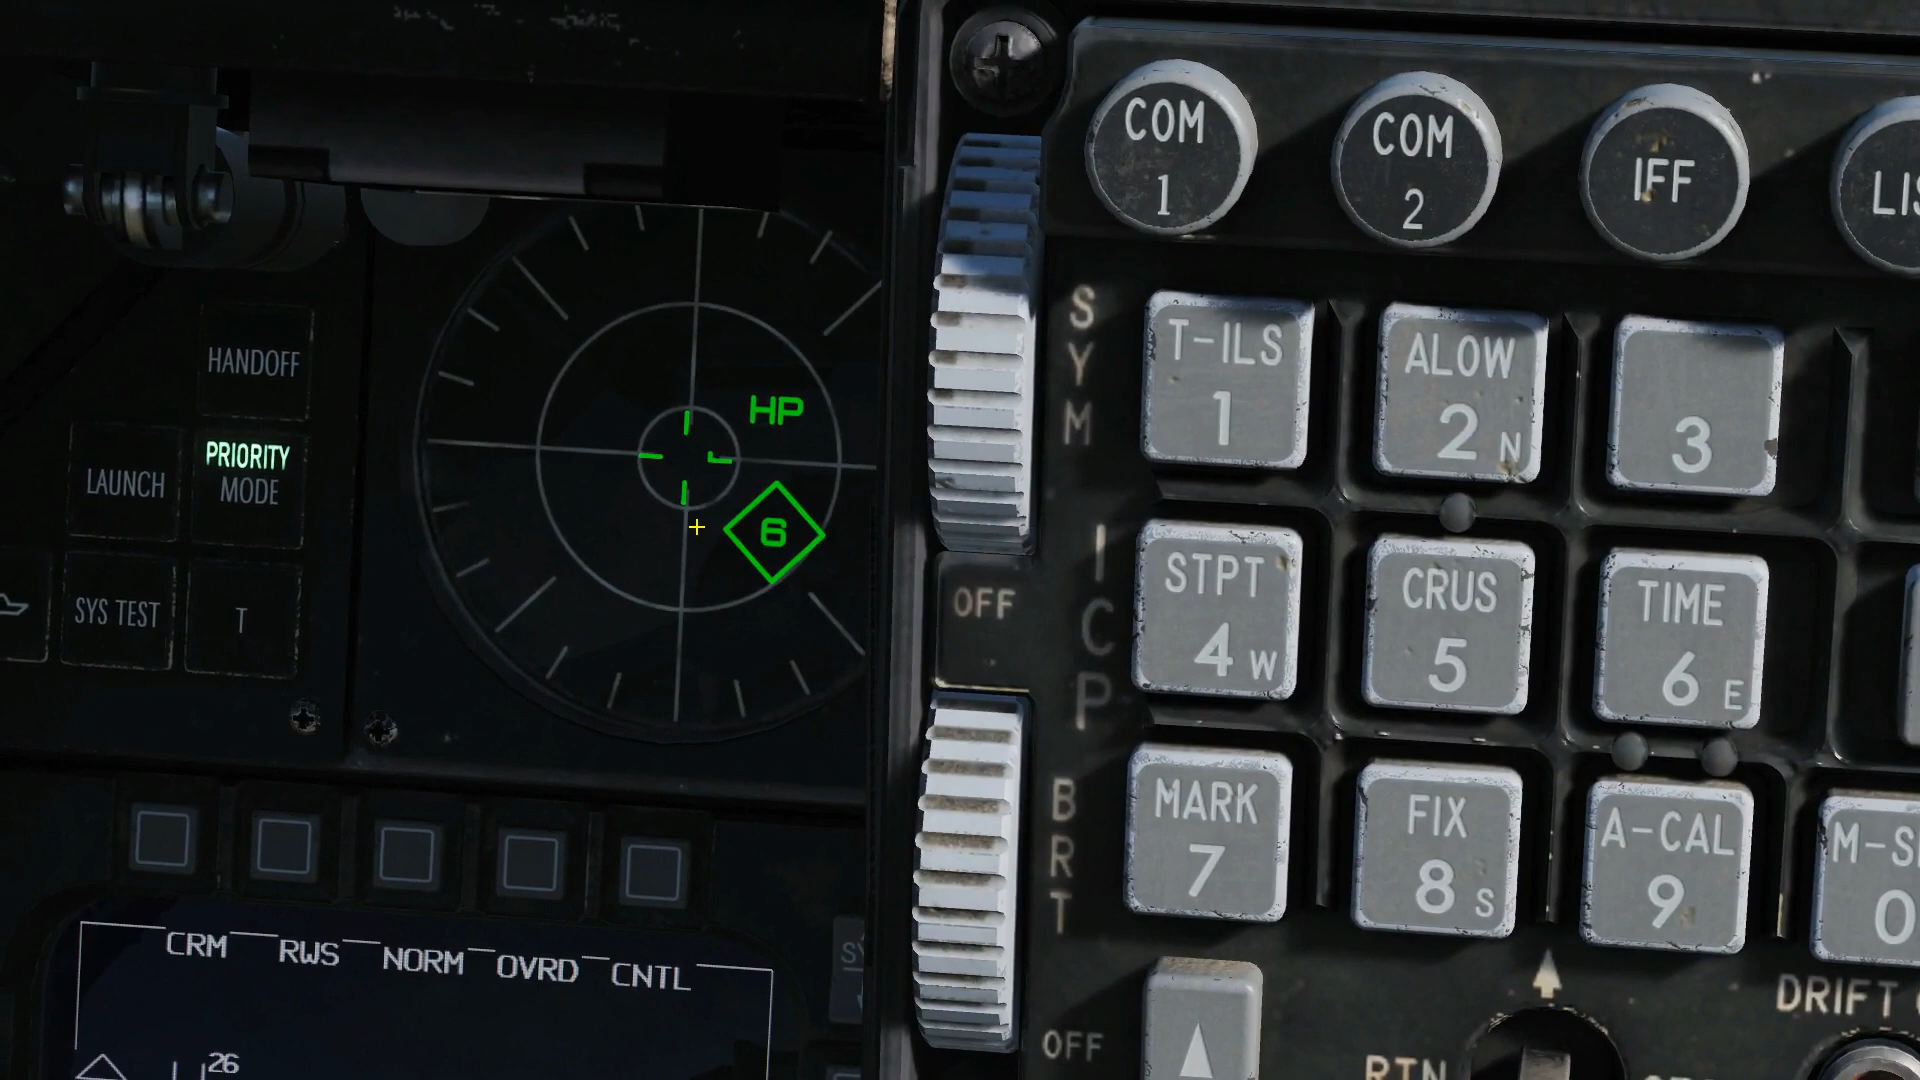 COM
1
COM
2
IFF
SYM
T-ILS
1
ALOW
2 N
3
HANDOFF
HP
PRIORITY
MODE
LAUNCH
6
SYS TEST
T
OFF
ICP
STPT
4 W
CRUS
5
TIME
6 E
BRT
MARK
7
FIX
8 S
A-CAL
9
0
CRM RWS NORM OVRD CNTL
26
OFF
DRIFT
RTN